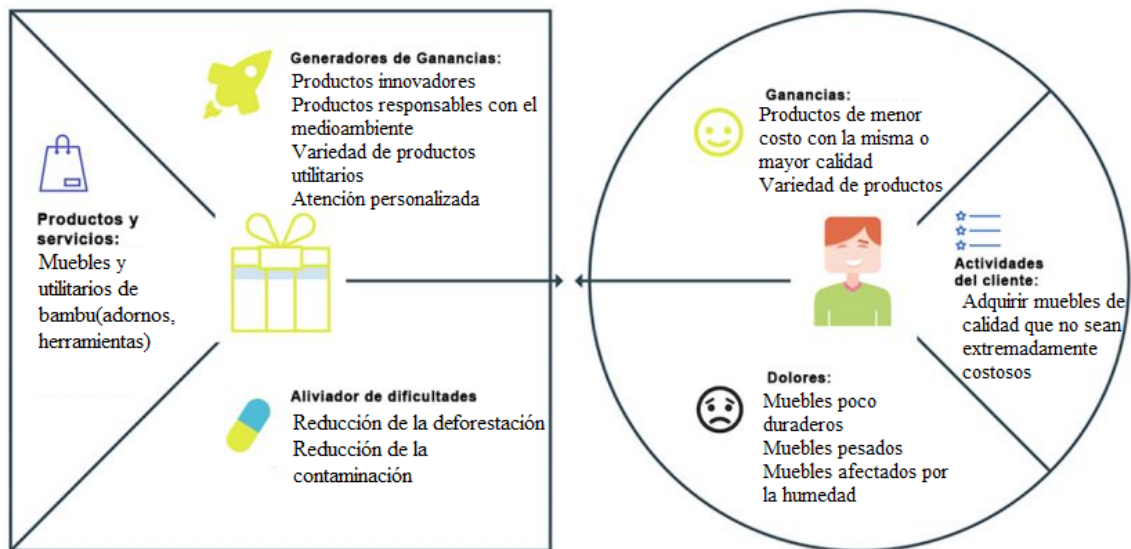 Generadores de Ganancias:
Productos innovadores
Productos responsables con el
medioambiente
Variedad de productos
utilitarios
Atención personalizada
Productos y
servicios:
Muebles y
utilitarios de
bambu(adornos,
herramientas)
Aliviador de dificultades
Reducción de la deforestación
Reducción de la
contaminación
Ganancias:
Productos de menor
costo con la misma o
mayor calidad
Variedad de productos
Actividades
del cliente:
Adquirir muebles de
calidad que no sean
extremadamente
costosos
Dolores:
Muebles poco
duraderos
Muebles pesados
Muebles afectados por
la humedad